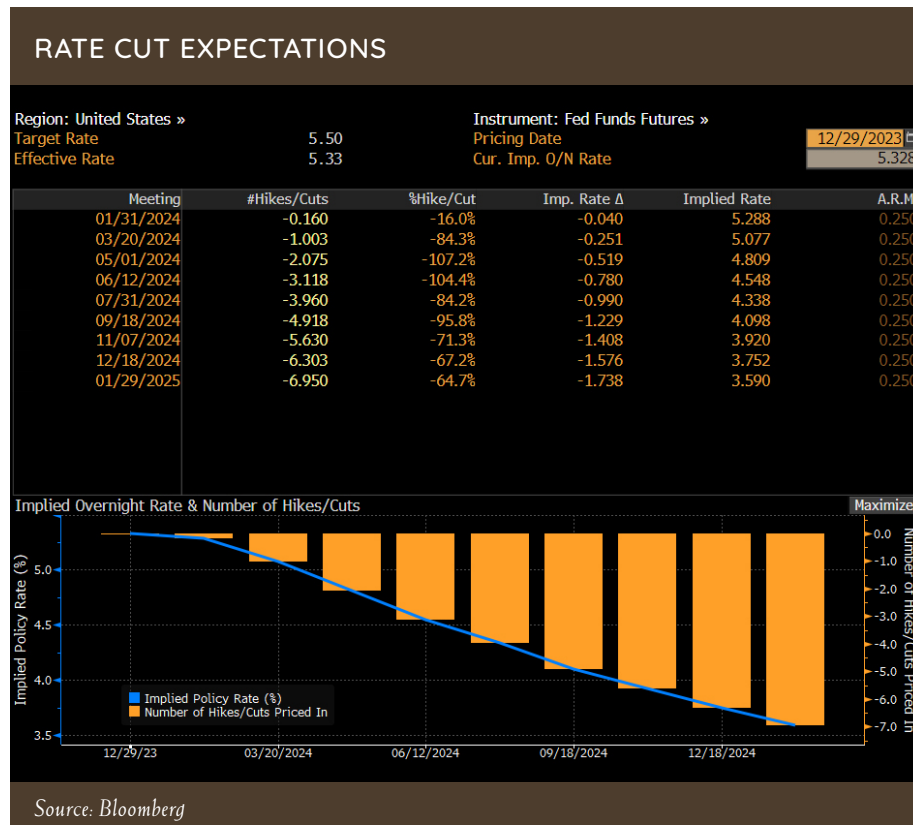 RATE CUT EXPECTATIONS
Region: United States » Instrument: Fed Funds Futures »
Target Rate 5.50 Pricing Date 12/29/2023
Effective Rate 5.33 Cur. Imp. O/N Rate 5.328
Meeting #Hikes/Cuts %Hike/Cut Imp. Rate Δ Implied Rate A.R.M
01/31/2024 -0.160 -16.0% -0.040 5.288 0.250
03/20/2024 -1.003 -84.3% -0.251 5.077 0.250
05/01/2024 -2.075 -107.2% -0.519 4.809 0.250
06/12/2024 -3.118 -104.4% -0.780 4.548 0.250
07/31/2024 -3.960 -84.2% -0.990 4.338 0.250
09/18/2024 -4.918 -95.8% -1.229 4.098 0.250
11/07/2024 -5.630 -71.3% -1.408 3.920 0.250
12/18/2024 -6.303 -67.2% -1.576 3.752 0.250
01/29/2025 -6.950 -64.7% -1.738 3.590 0.250
Implied Overnight Rate & Number of Hikes/Cuts Maximize
Implied Policy Rate (%)
5.0
4.5
4.0
3.5
Implied Policy Rate (%)
Number of Hikes/Cuts Priced In
0.0
-1.0
-2.0
-3.0
-4.0
-5.0
-6.0
-7.0
Number of Hikes/Cuts Priced In
12/29/23 03/20/2024 06/12/2024 09/18/2024 12/18/2024
Source: Bloomberg